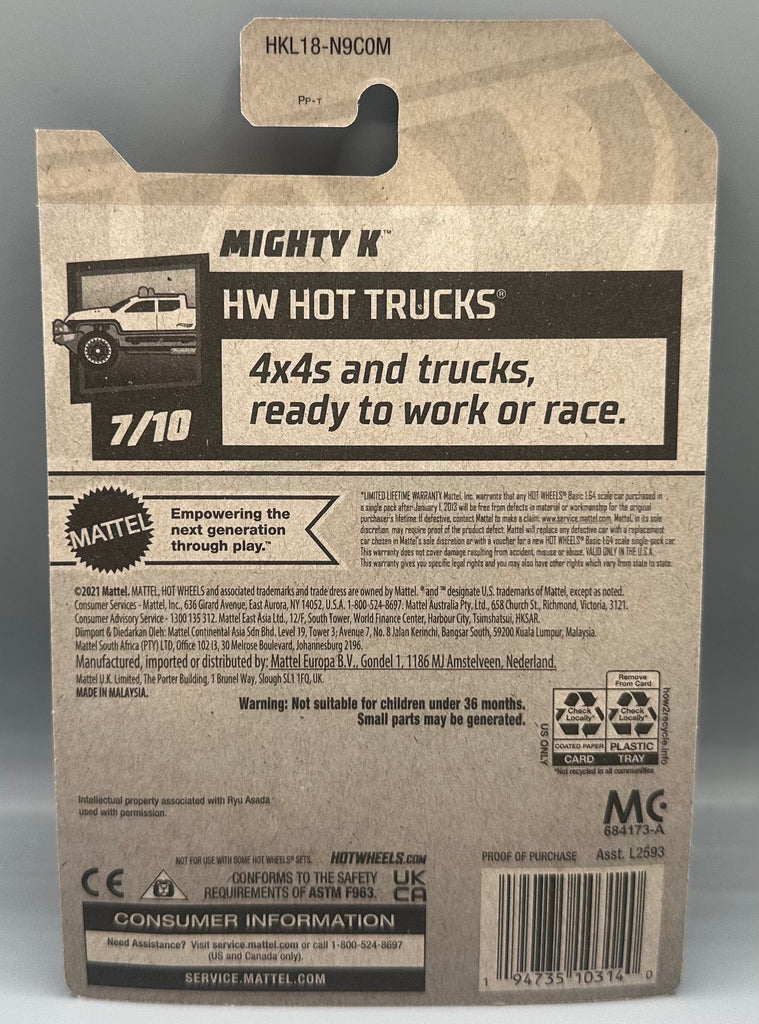 HKL18-N9C0M
PP-T
MIGHTY K™
HW HOT TRUCKS®
4x4s and trucks,
ready to work or race.
7/10
MATTEL
Empowering the
next generation
through play.™
*LIMITED LIFETIME WARRANTY. Mattel, Inc. warrants that any HOT WHEELS® Basic 1:64 scale car purchased in
a single pack after January 1, 2013 will be free from defects in material or workmanship for the original
purchaser's lifetime. If defective, contact Mattel to make a claim: www.service.mattel.com. Mattel, in its sole
discretion, may require proof of the product defect. Mattel will replace any defective car with a replacement
car chosen in Mattel's sole discretion or with a voucher for a new HOT WHEELS® Basic 1:64 scale single-pack car.
This warranty does not cover damage resulting from accident, misuse or abuse. VALID ONLY IN THE U.S.A.
This warranty gives you specific legal rights and you may also have other rights which vary from state to state.
©2021 Mattel. MATTEL, HOT WHEELS and associated trademarks and trade dress are owned by Mattel. ® and ™ designate U.S. trademarks of Mattel, except as noted.
Consumer Services - Mattel, Inc., 636 Girard Avenue, East Aurora, NY 14052, U.S.A. 1-800-524-8697. Mattel Australia Pty. Ltd., 658 Church St., Richmond, Victoria, 3121.
Consumer Advisory Service - 1300 135 312. Mattel East Asia Ltd., 12/F, South Tower, World Finance Center, Harbour City, Tsimshatsui, HKSAR.
Diimport & Diedarkan Oleh: Mattel Continental Asia Sdn Bhd. Level 19, Tower 3, Avenue 7, No. 8 Jalan Kerinchi, Bangsar South, 59200 Kuala Lumpur, Malaysia.
Mattel South Africa (PTY) LTD, Office 102 I3, 30 Melrose Boulevard, Johannesburg 2196.
Manufactured, imported or distributed by: Mattel Europa B.V., Gondel 1, 1186 MJ Amstelveen, Nederland.
Mattel U.K. Limited, The Porter Building, 1 Brunel Way, Slough SL1 1FQ, UK.
MADE IN MALAYSIA.
Warning: Not suitable for children under 36 months.
Small parts may be generated.
US ONLY
Remove
From Card
Check
Locally*
Check
Locally*
COATED PAPER
PLASTIC
CARD
TRAY
*Not recycled in all communities
how2recycle.info
Intellectual property associated with Ryu Asada
used with permission.
MC
684173-A
NOT FOR USE WITH SOME HOT WHEELS® SETS.
HOTWHEELS.COM
CE
CONFORMS TO THE SAFETY
REQUIREMENTS OF ASTM F963.
UK
CA
CONSUMER INFORMATION
Need Assistance? Visit service.mattel.com or call 1-800-524-8697
(US and Canada only).
SERVICE.MATTEL.COM
PROOF OF PURCHASE
Asst. L2593
1 94735 10314 0